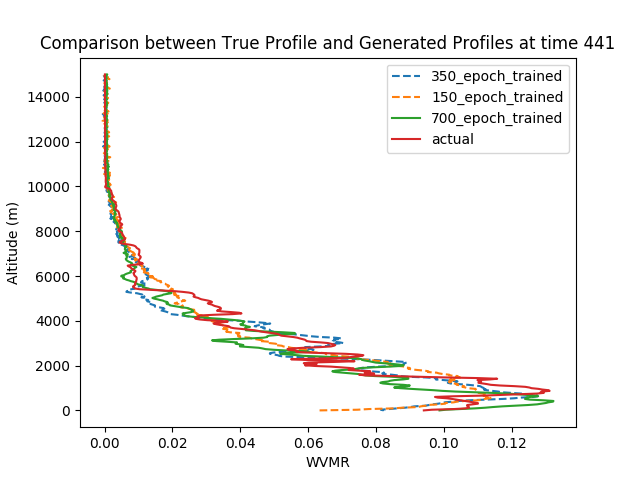 Comparison between True Profile and Generated Profiles at time 441
350_epoch_trained
150_epoch_trained
700_epoch_trained
actual
14000
12000
10000
8000
6000
4000
2000
0
Altitude (m)
0.00 0.02 0.04 0.06 0.08 0.10 0.12
WVMR